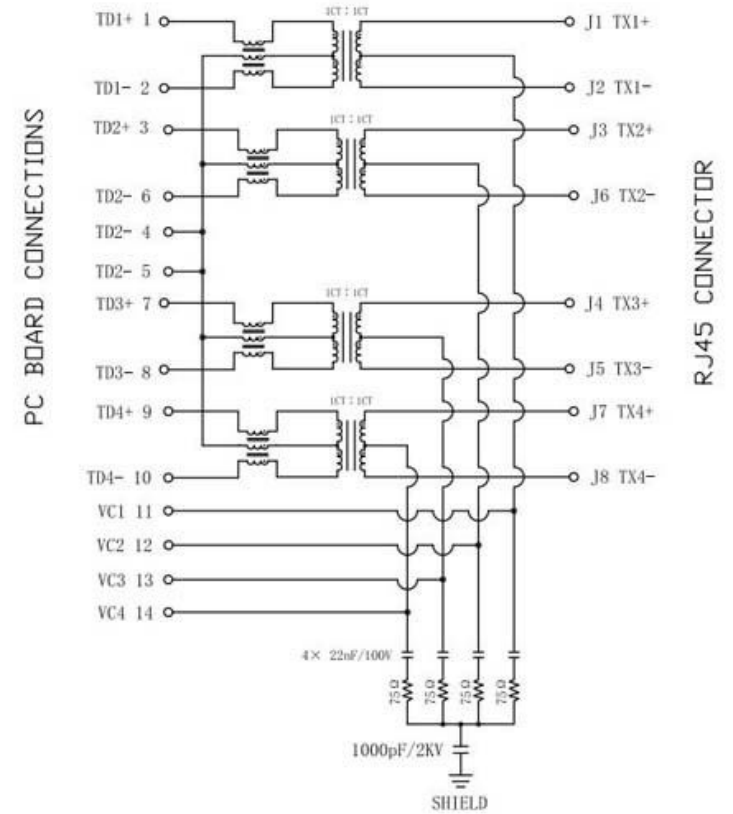 1CT : 1CT
TD1+ 1
J1 TX1+
TD1- 2
J2 TX1-
TD2+ 3
1CT : 1CT
J3 TX2+
TD2- 6
J6 TX2-
TD2- 4
TD2- 5
1CT : 1CT
TD3+ 7
J4 TX3+
TD3- 8
J5 TX3-
1CT : 1CT
TD4+ 9
J7 TX4+
TD4- 10
J8 TX4-
VC1 11
VC2 12
VC3 13
VC4 14
4× 22nF/100V
75Ω
75Ω
75Ω
75Ω
1000pF/2KV
SHIELD
PC BOARD CONNECTIONS
RJ45 CONNECTOR